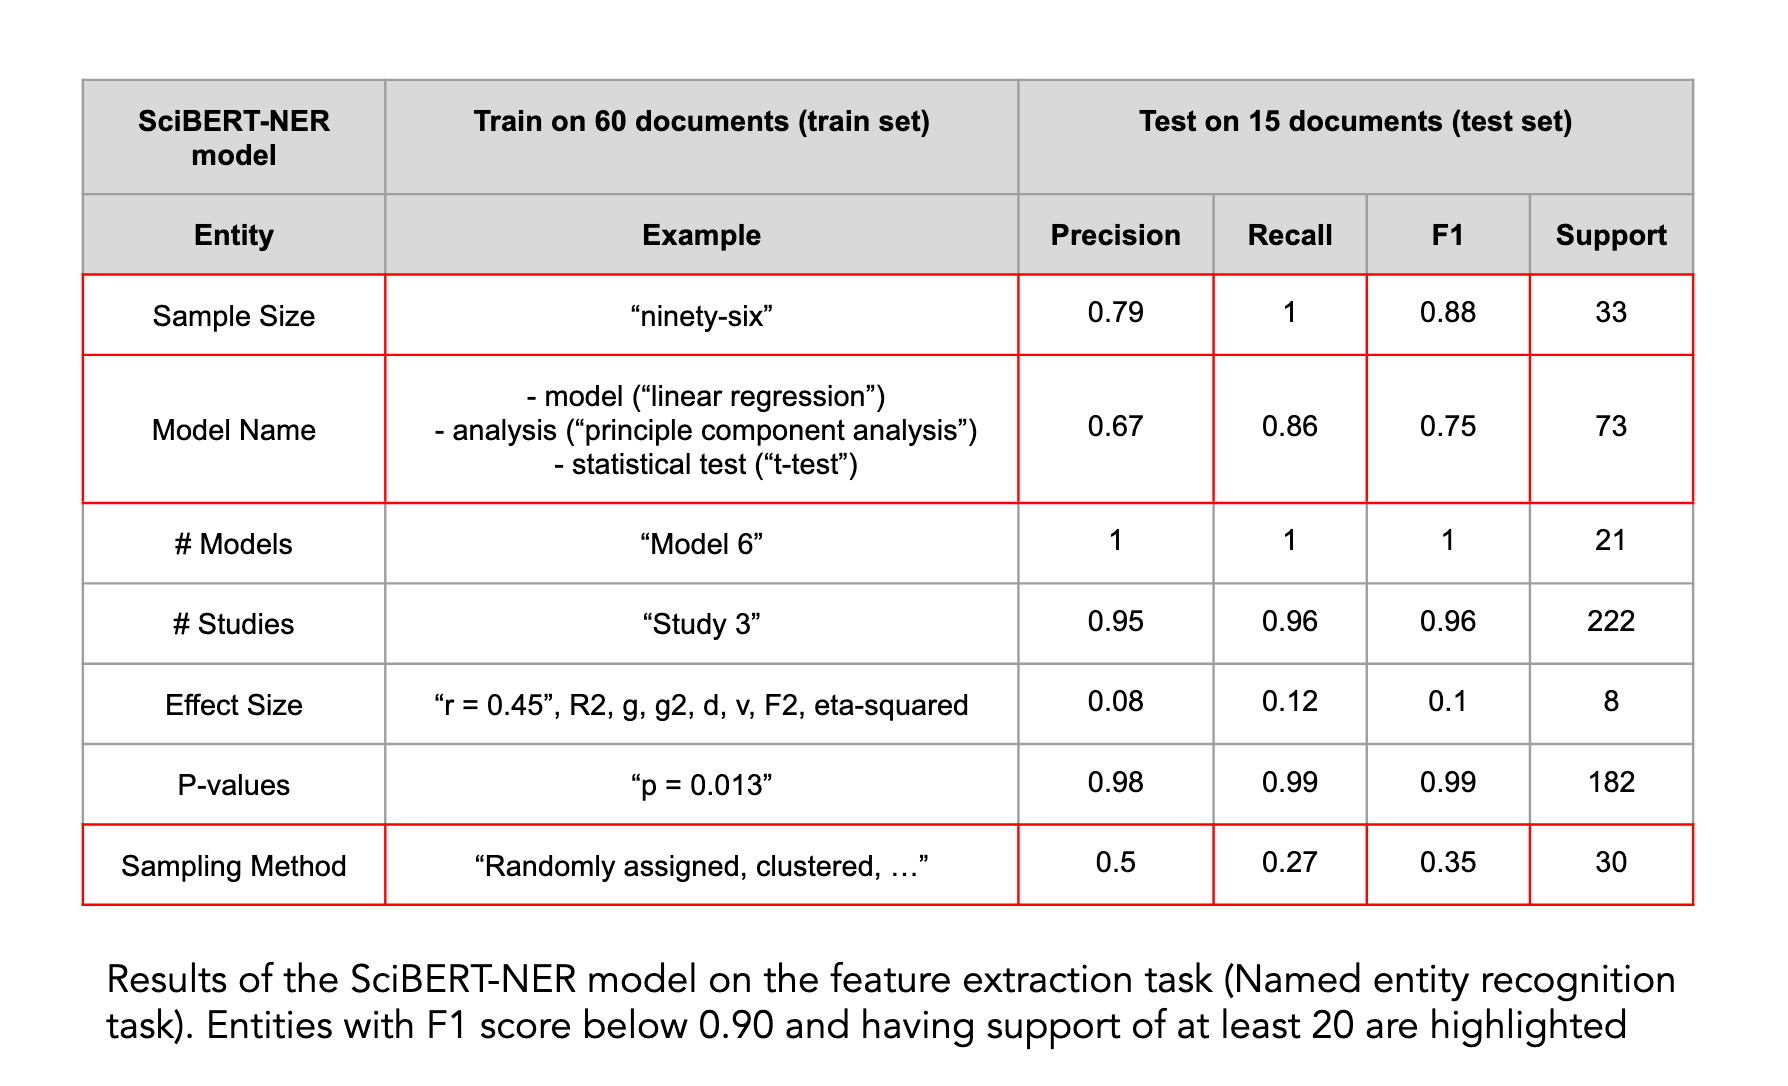 SciBERT-NER
model
Train on 60 documents (train set)
Test on 15 documents (test set)
Entity
Example
Precision
Recall
F1
Support
Sample Size
“ninety-six”
0.79
1
0.88
33
Model Name
- model (“linear regression”)
- analysis (“principle component analysis”)
- statistical test (“t-test”)
0.67
0.86
0.75
73
# Models
“Model 6”
1
1
1
21
# Studies
“Study 3”
0.95
0.96
0.96
222
Effect Size
“r = 0.45”, R2, g, g2, d, v, F2, eta-squared
0.08
0.12
0.1
8
P-values
“p = 0.013”
0.98
0.99
0.99
182
Sampling Method
“Randomly assigned, clustered, …”
0.5
0.27
0.35
30
Results of the SciBERT-NER model on the feature extraction task (Named entity recognition
task). Entities with F1 score below 0.90 and having support of at least 20 are highlighted